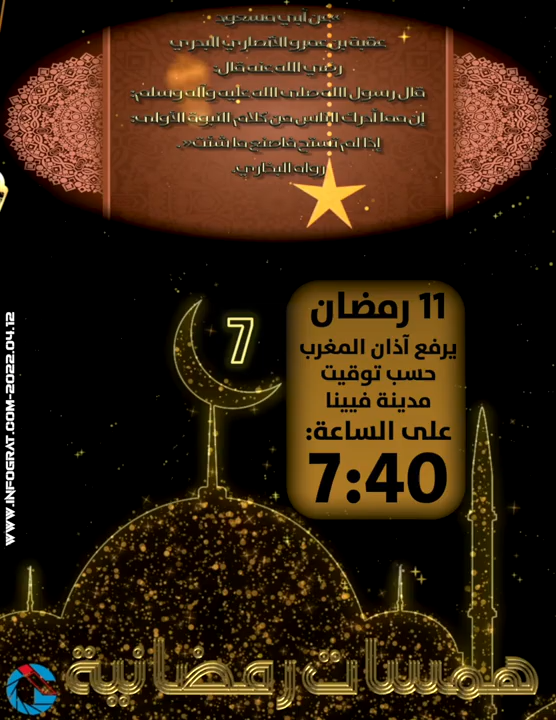 عن أبي مسعود
عقبة بن عمرو الأنصاري البدري
رضي الله عنه قال:
قال رسول الله صلى الله عليه وآله وسلم:
إن مما أدرك الناس من كلام النبوة الأولى:
إذا لم تستح فاصنع ما شئت».
رواه البخاري.
7
11 رمضان
يرفع آذان المغرب
حسب توقيت
مدينة فيينا
على الساعة:
7:40
WWW.INFOGRAT.COM-2022.04.12
همسات رمضانية